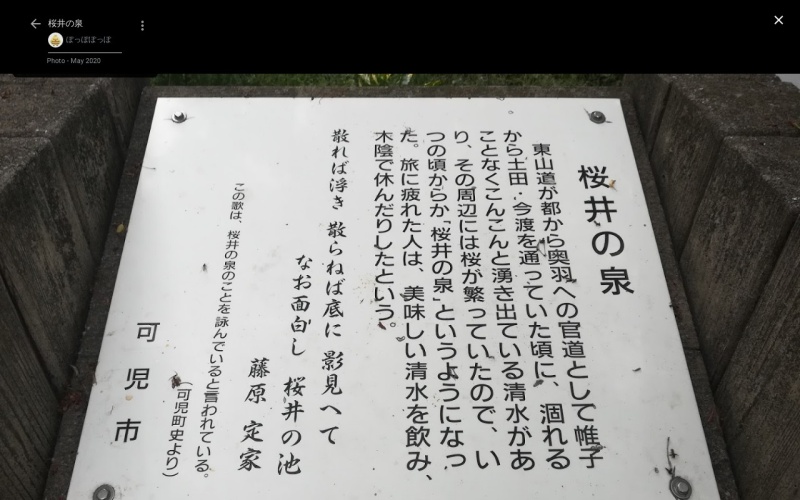 桜井の泉
ぽっぽぽっぽ
Photo - May 2020
桜井の泉
東山道が都から奥羽への官道として帷子
から土田・今渡を通っていた頃に、涸れる
ことなくこんこんと湧き出ている清水があ
り、その周辺には桜が繁っていたので、い
つの頃からか「桜井の泉」というようになっ
た。旅に疲れた人は、美味しい清水を飲み、
木陰で休んだりしたという。
散れば浮き 散らねば底に 影見へて
なお面白し 桜井の池
藤原 定家
この歌は、桜井の泉のことを詠んでいると言われている。
(可児町史より)
可児市